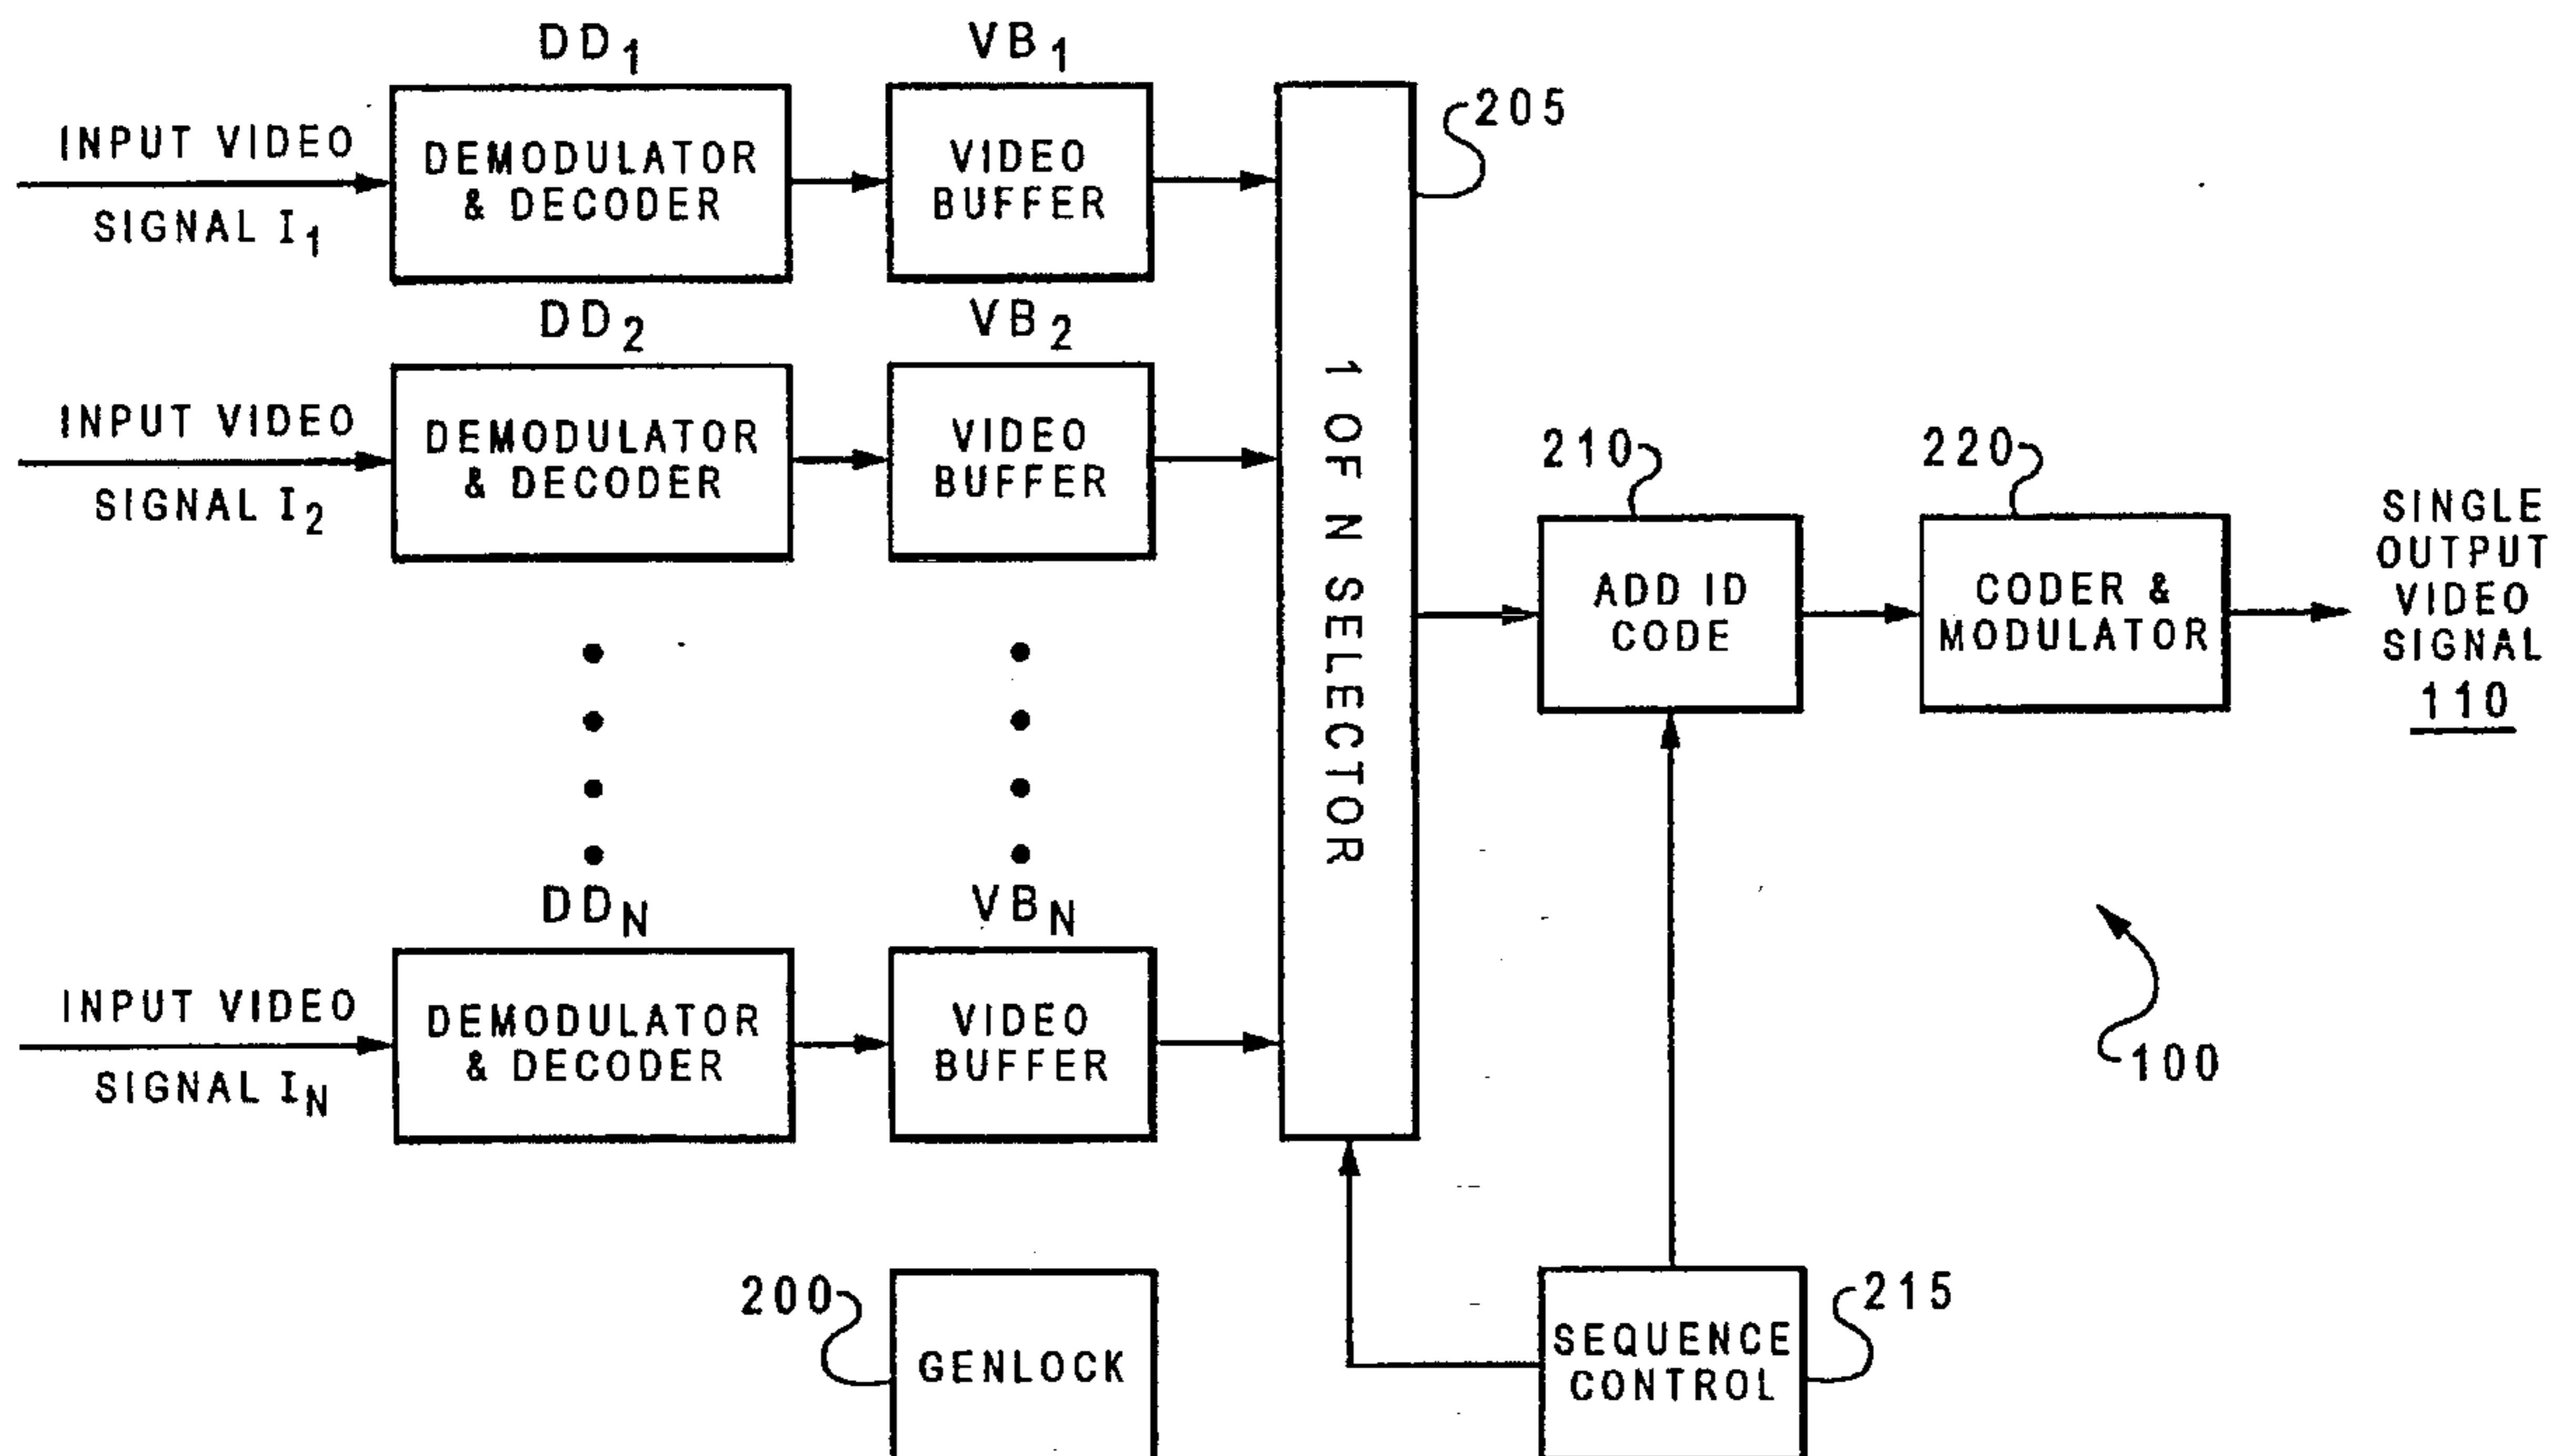 DD1
VB1
INPUT VIDEO
SIGNAL I1
DEMODULATOR
& DECODER
VIDEO
BUFFER
205
DD2
VB2
INPUT VIDEO
SIGNAL I2
DEMODULATOR
& DECODER
VIDEO
BUFFER
1 OF N SELECTOR
210
ADD ID
CODE
220
CODER &
MODULATOR
SINGLE
OUTPUT
VIDEO
SIGNAL
110
DDN
VBN
INPUT VIDEO
SIGNAL IN
DEMODULATOR
& DECODER
VIDEO
BUFFER
100
200
GENLOCK
SEQUENCE
CONTROL
215